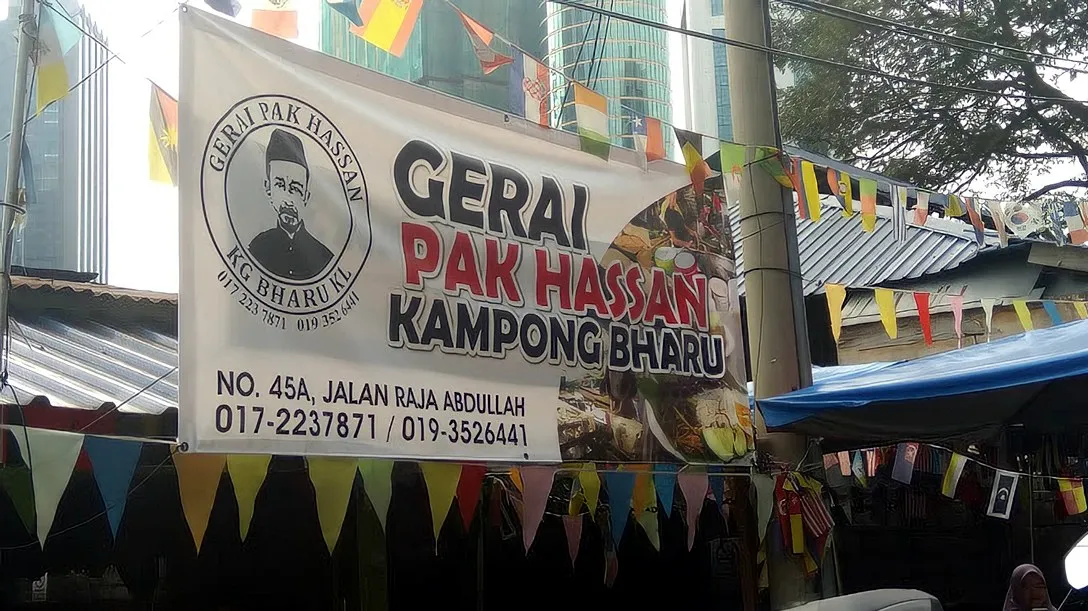 GERAI PAK HASSAN
KG. BHARU KL
017 223 7871 019 352 6441
GERAI
PAK HASSAN
KAMPONG BHARU
NO. 45A, JALAN RAJA ABDULLAH
017-2237871 / 019-3526441